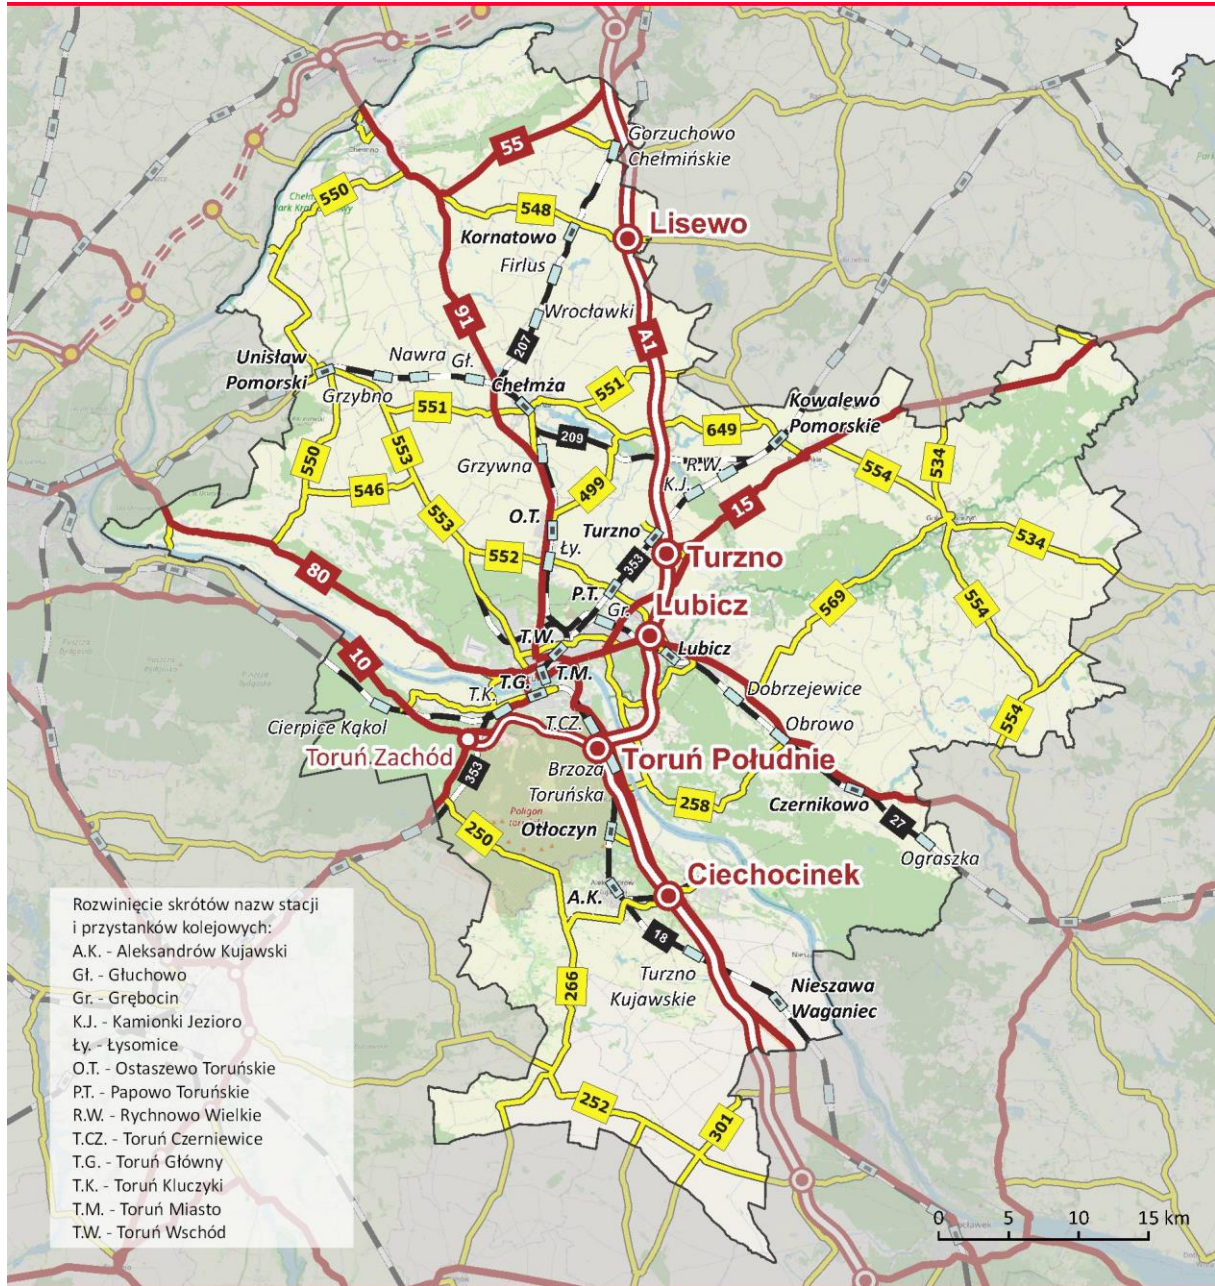 55
Gorzuchowo
Chełmińskie
550
548
Lisewo
Kornatowo
Firlus
Wrocławki
91
A1
207
Unisław
Pomorski
Nawra
Gł.
Grzybno
Chełmża
551
551
Kowalewo
Pomorskie
649
553
209
550
Grzywna
R.W.
K.J.
554
534
546
499
15
553
O.T.
Turzno
Turzno
534
Ły.
552
353
80
P.T.
Gr.
Lubicz
569
554
T.W.
Lubicz
10
T.G.
T.M.
T.K.
Dobrzejewice
Obrowo
554
Cierpice Kąkol
T.CZ.
Toruń Zachód
Toruń Południe
353
Brzoza
Toruńska
258
Czernikowo
Poligon
250
Otłoczyn
27
Ograszka
Ciechocinek
A.K.
18
266
Turzno
Kujawskie
Nieszawa
Waganiec
252
301
Rozwinięcie skrótów nazw stacji
i przystanków kolejowych:
A.K. - Aleksandrów Kujawski
Gł. - Głuchowo
Gr. - Grębocin
K.J. - Kamionki Jezioro
Ły. - Łysomice
O.T. - Ostaszewo Toruńskie
P.T. - Papowo Toruńskie
R.W. - Rychnowo Wielkie
T.CZ. - Toruń Czerniewice
T.G. - Toruń Główny
T.K. - Toruń Kluczyki
T.M. - Toruń Miasto
T.W. - Toruń Wschód
0 5 10 15 km